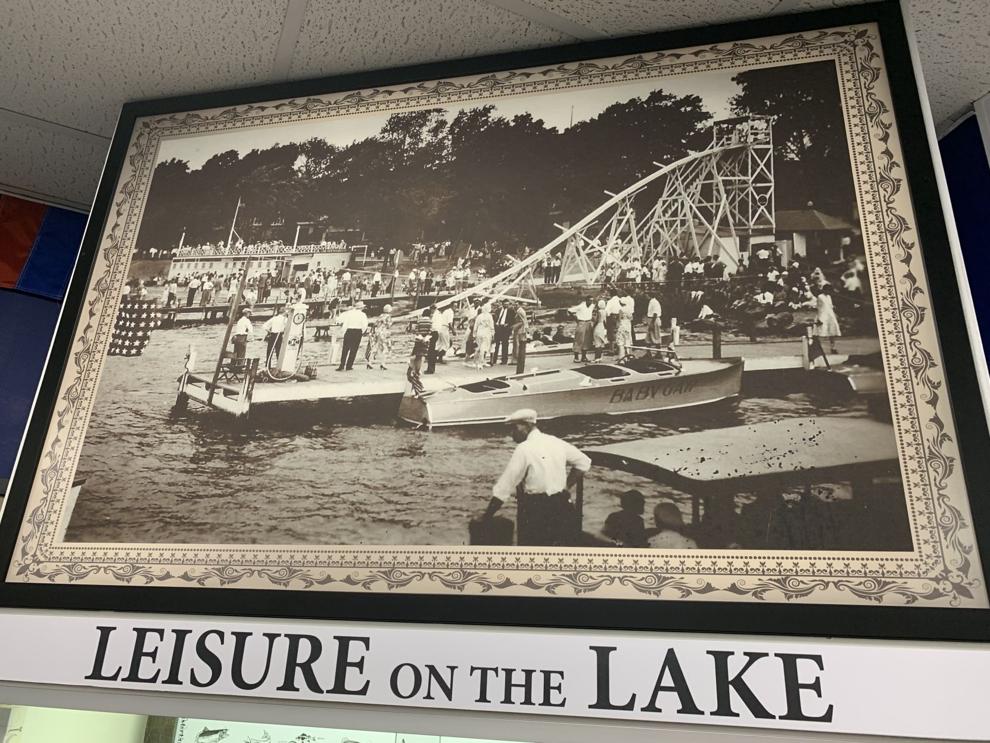 BABY GAR
LEISURE ON THE LAKE